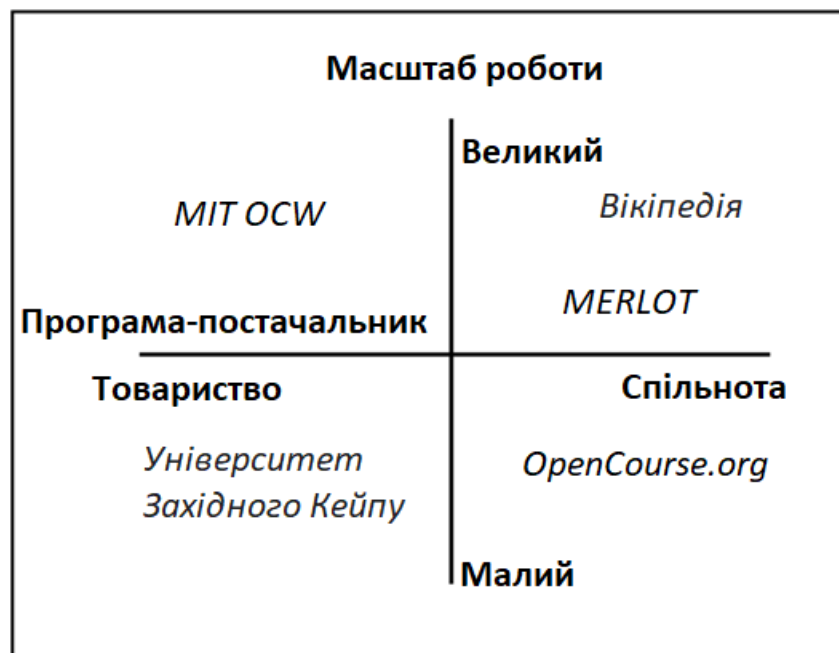 Масштаб роботи
Великий
MIT OCW
Вікіпедія
MERLOT
Програма-постачальник
Товариство
Спільнота
Університет
Західного Кейпу
OpenCourse.org
Малий